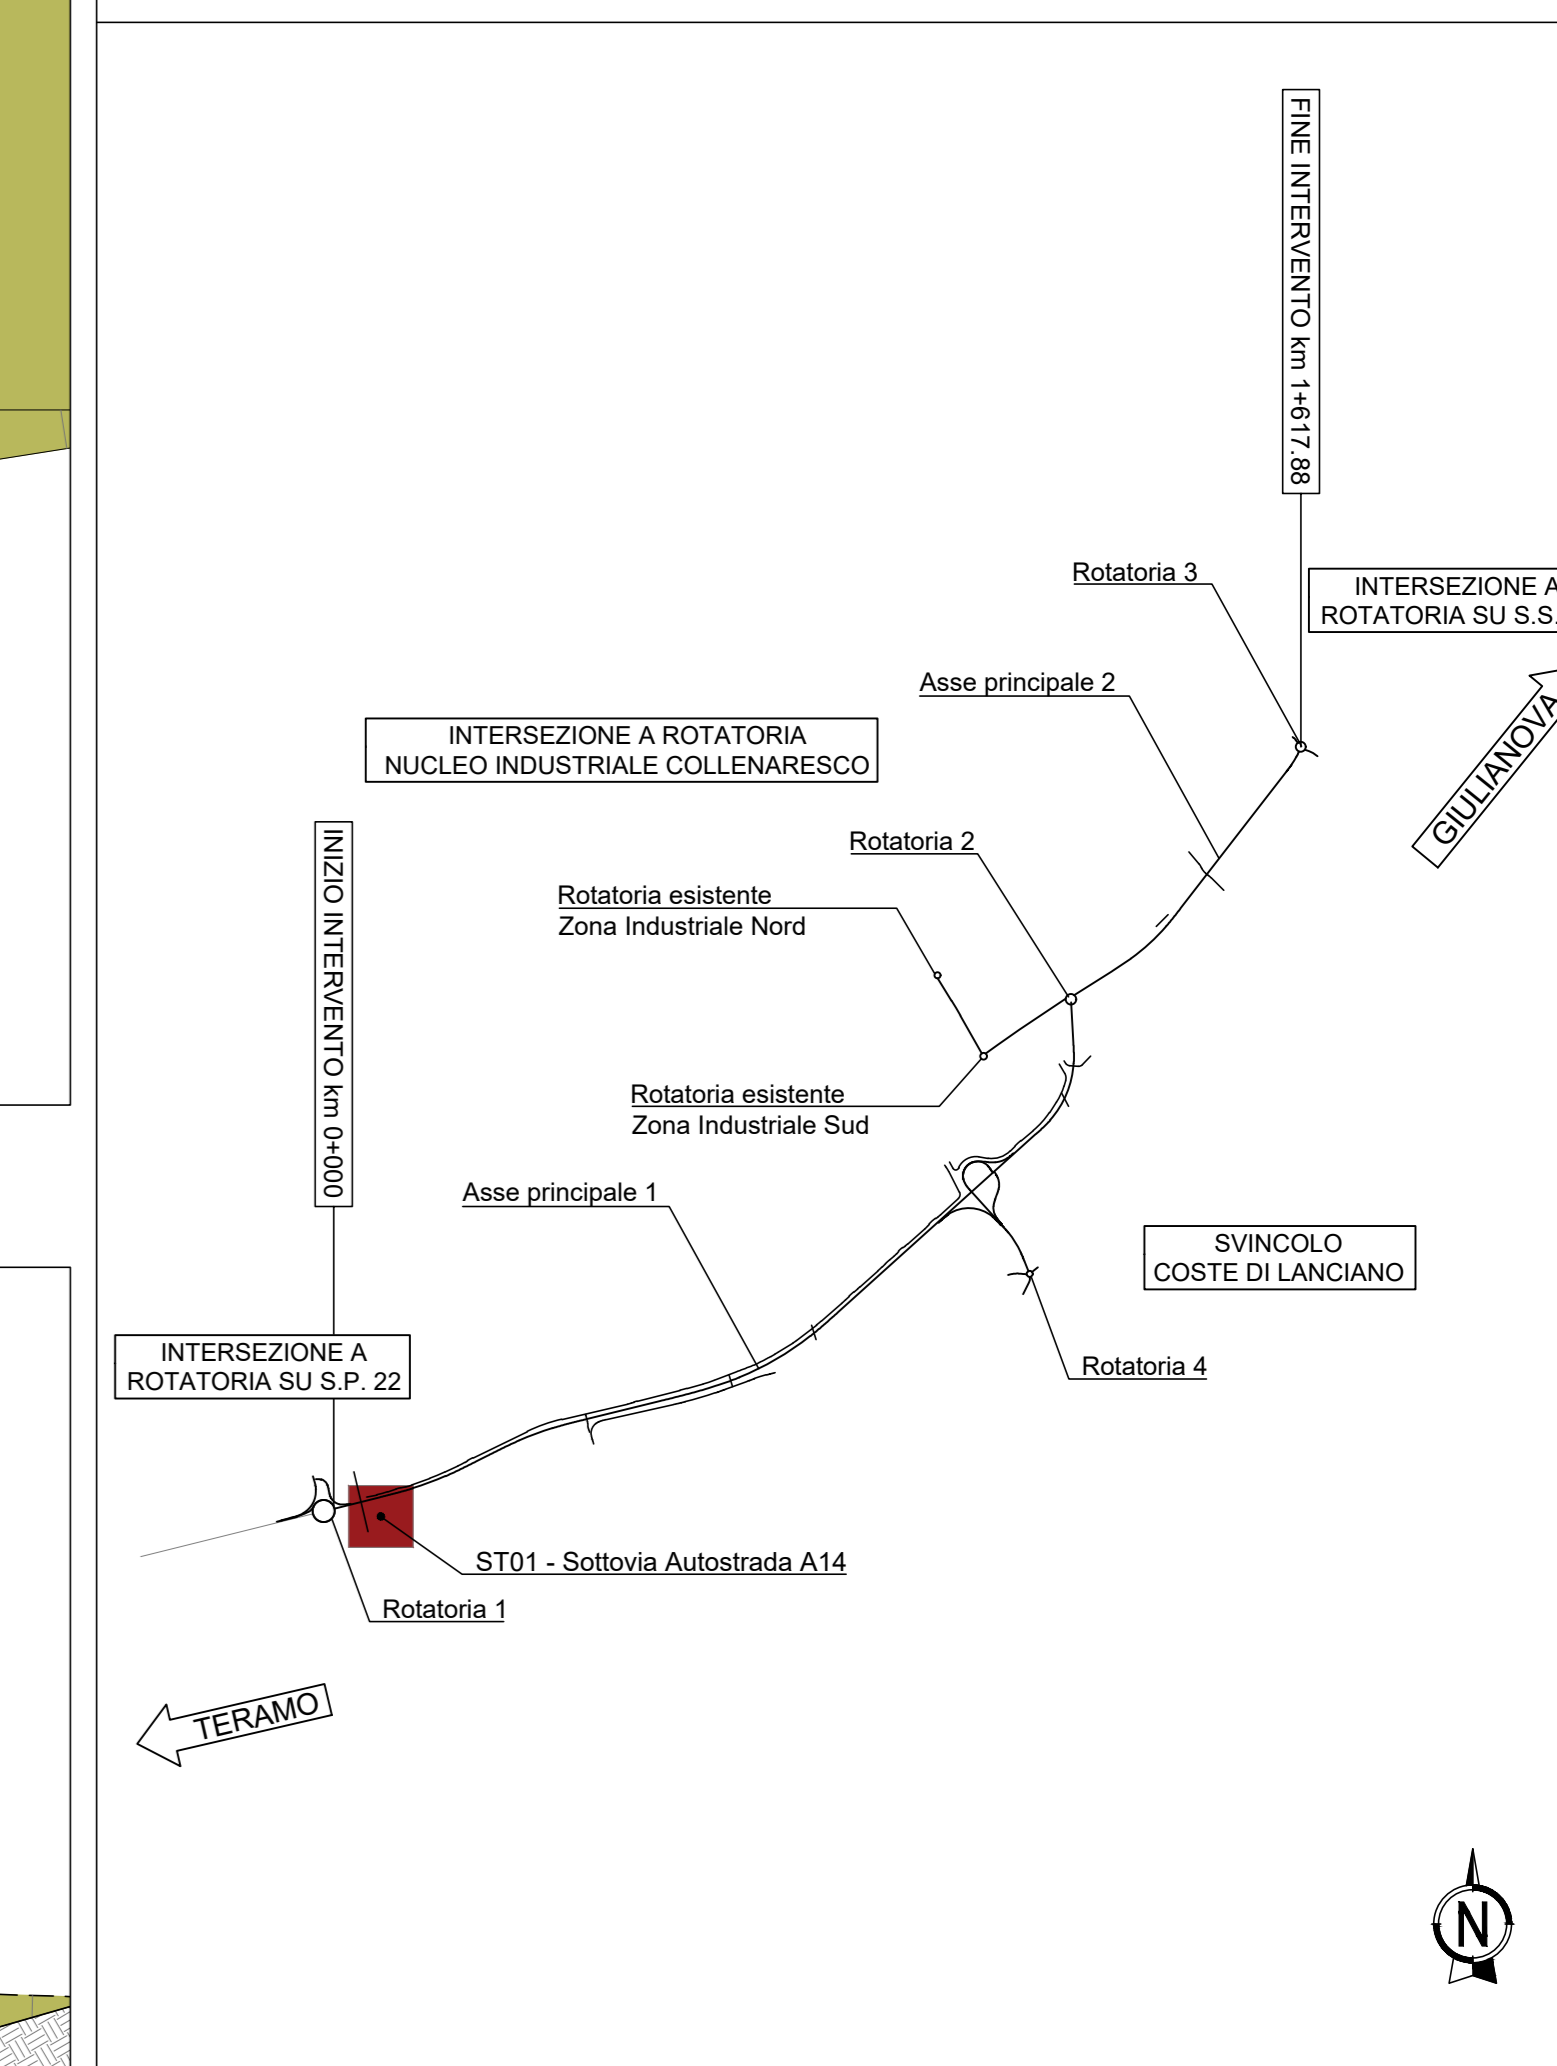 FINE INTERVENTO km 1+617.88
Rotatoria 3
INTERSEZIONE A
ROTATORIA SU S.S.
Asse principale 2
GIULIANOVA
INTERSEZIONE A ROTATORIA
NUCLEO INDUSTRIALE COLLENARESCO
INIZIO INTERVENTO km 0+000
Rotatoria 2
Rotatoria esistente
Zona Industriale Nord
Rotatoria esistente
Zona Industriale Sud
Asse principale 1
SVINCOLO
COSTE DI LANCIANO
INTERSEZIONE A
ROTATORIA SU S.P. 22
Rotatoria 4
ST01 - Sottovia Autostrada A14
Rotatoria 1
TERAMO
N